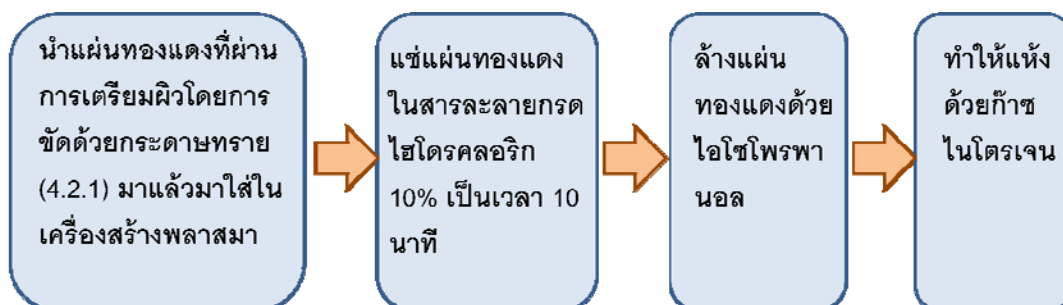 นำแผ่นทองแดงที่ผ่าน
การเตรียมผิวโดยการ
ขัดด้วยกระดาษทราย
(4.2.1) มาแล้วมาใส่ใน
เครื่องสร้างพลาสมา
แช่แผ่นทองแดง
ในสารละลายกรด
ไฮโดรคลอริก
10% เป็นเวลา 10
นาที
ล้างแผ่น
ทองแดงด้วย
ไอโซโพรพา
นอล
ทำให้แห้ง
ด้วยก๊าซ
ไนโตรเจน